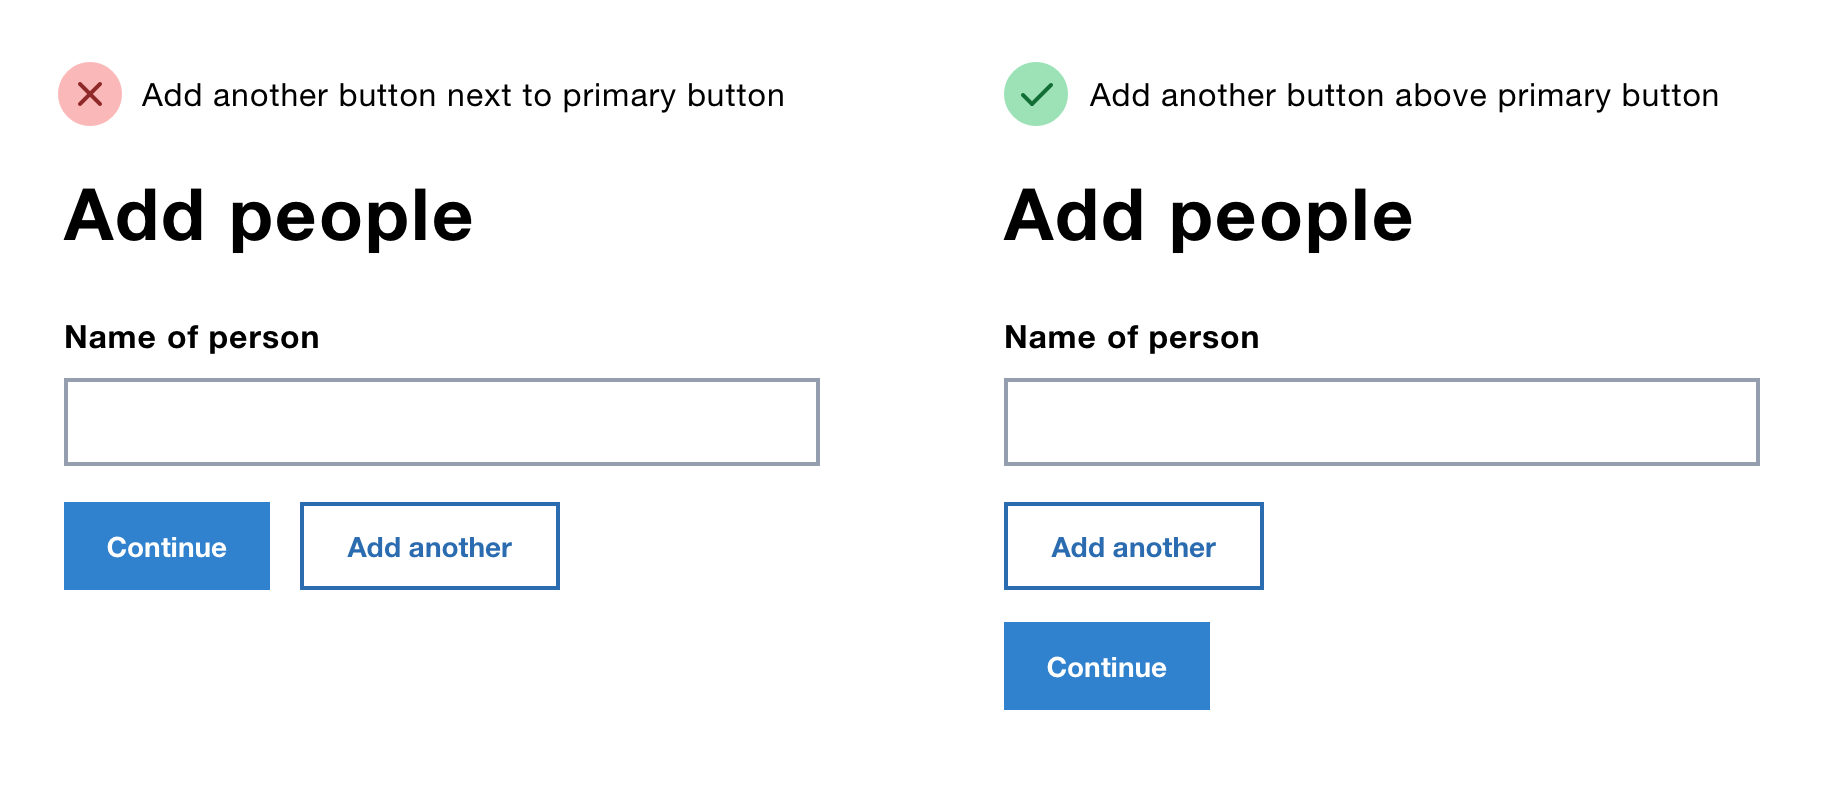 Add another button next to primary button
Add people
Name of person
Continue
Add another
Add another button above primary button
Add people
Name of person
Add another
Continue